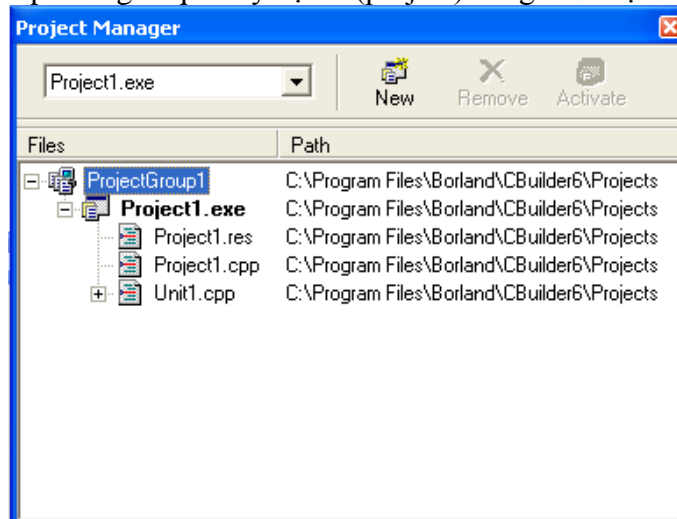 (project)
Project Manager
Project1.exe
New Remove Activate
Files Path
ProjectGroup1 C:\Program Files\Borland\CBuilder6\Projects
Project1.exe C:\Program Files\Borland\CBuilder6\Projects
Project1.res C:\Program Files\Borland\CBuilder6\Projects
Project1.cpp C:\Program Files\Borland\CBuilder6\Projects
Unit1.cpp C:\Program Files\Borland\CBuilder6\Projects